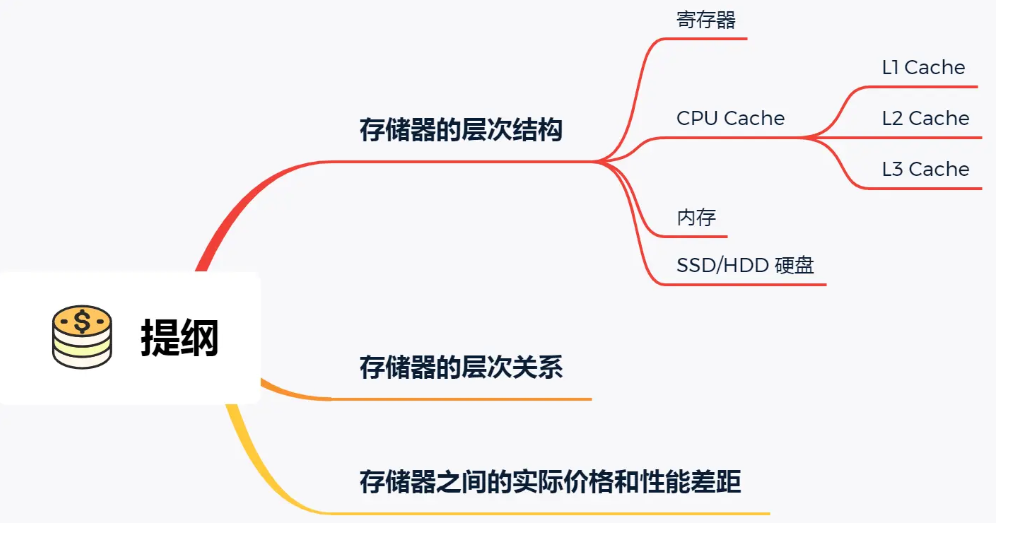 寄存器
L1 Cache
存储器的层次结构
CPU Cache
L2 Cache
L3 Cache
内存
SSD/HDD 硬盘
$
提纲
存储器的层次关系
存储器之间的实际价格和性能差距